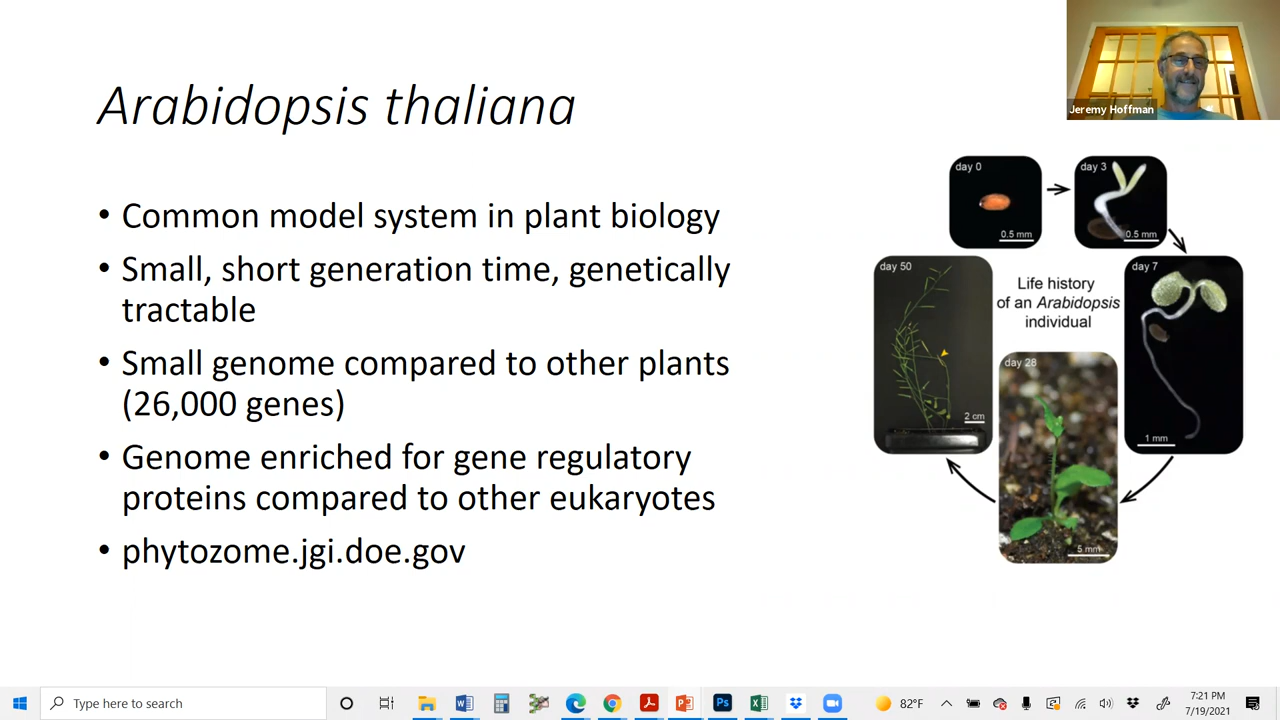 Arabidopsis thaliana
Jeremy Hoffman
• Common model system in plant biology
• Small, short generation time, genetically
tractable
• Small genome compared to other plants
(26,000 genes)
• Genome enriched for gene regulatory
proteins compared to other eukaryotes
• phytozome.jgi.doe.gov
day 0
0.5 mm
day 3
0.5 mm
day 50
2 cm
Life history
of an Arabidopsis
individual
day 7
1 mm
day 28
5 mm
Type here to search
82°F
7:21 PM
7/19/2021